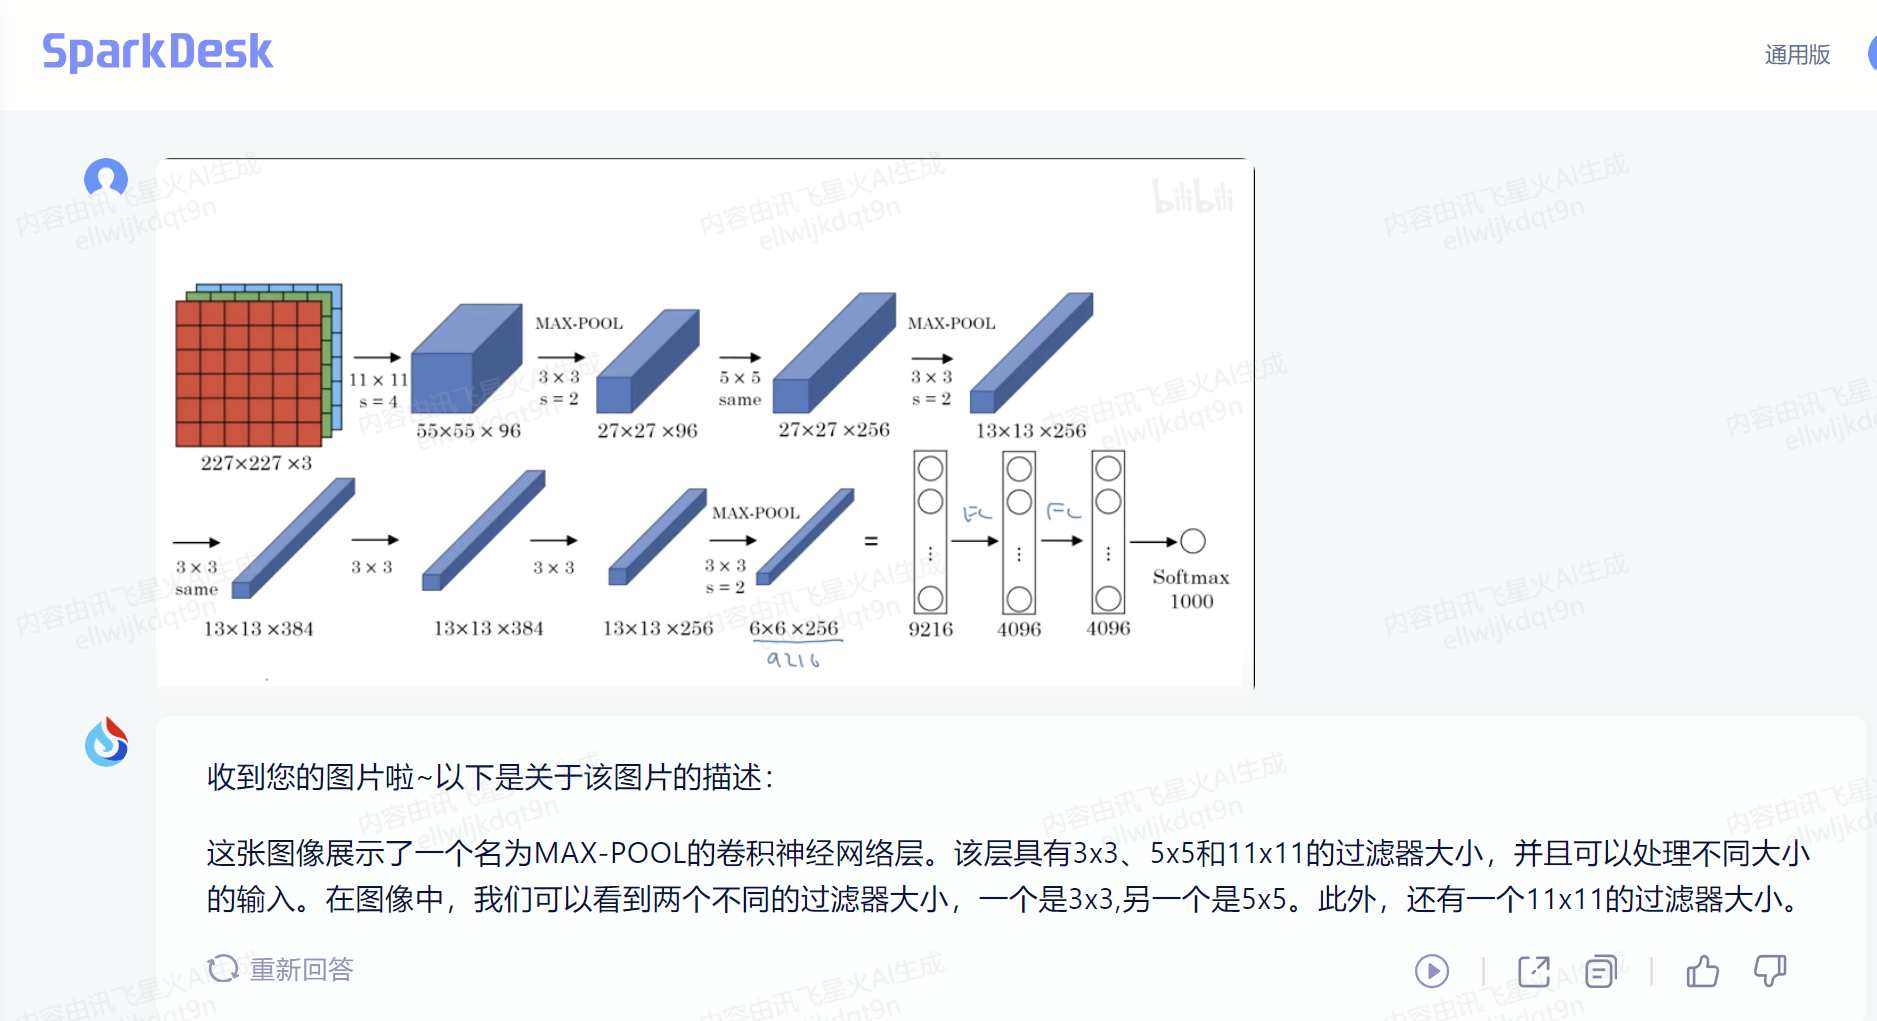 SparkDesk
通用版
bilibili
MAX-POOL
MAX-POOL
11 × 11
s = 4
3 × 3
s = 2
5 × 5
same
3 × 3
s = 2
227×227 ×3
55×55 × 96
27×27 ×96
27×27 ×256
13×13 ×256
MAX-POOL
FC
FC
3 × 3
same
3 × 3
3 × 3
3 × 3
s = 2
=
Softmax
1000
13×13 ×384
13×13 ×384
13×13 ×256
6×6 ×256
9216
4096
4096
9216
收到您的图片啦~以下是关于该图片的描述：
这张图像展示了一个名为MAX-POOL的卷积神经网络层。该层具有3x3、5x5和11x11的过滤器大小，并且可以处理不同大小
的输入。在图像中，我们可以看到两个不同的过滤器大小，一个是3x3,另一个是5x5。此外，还有一个11x11的过滤器大小。
重新回答
内容由讯飞星火AI生成
ellwljkdqt9n